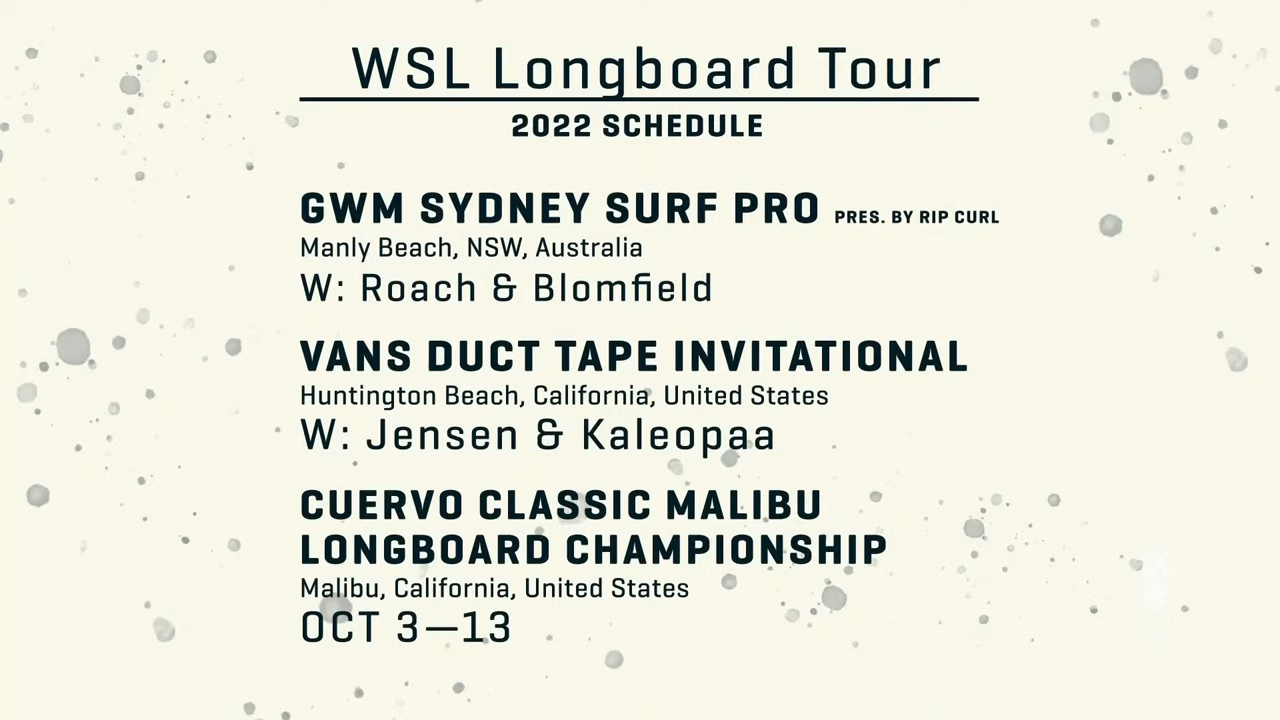 WSL Longboard Tour
2022 SCHEDULE
GWM SYDNEY SURF PRO PRES. BY RIP CURL
Manly Beach, NSW, Australia
W: Roach & Blomfield
VANS DUCT TAPE INVITATIONAL
Huntington Beach, California, United States
W: Jensen & Kaleopaa
CUERVO CLASSIC MALIBU
LONGBOARD CHAMPIONSHIP
Malibu, California, United States
OCT 3—13